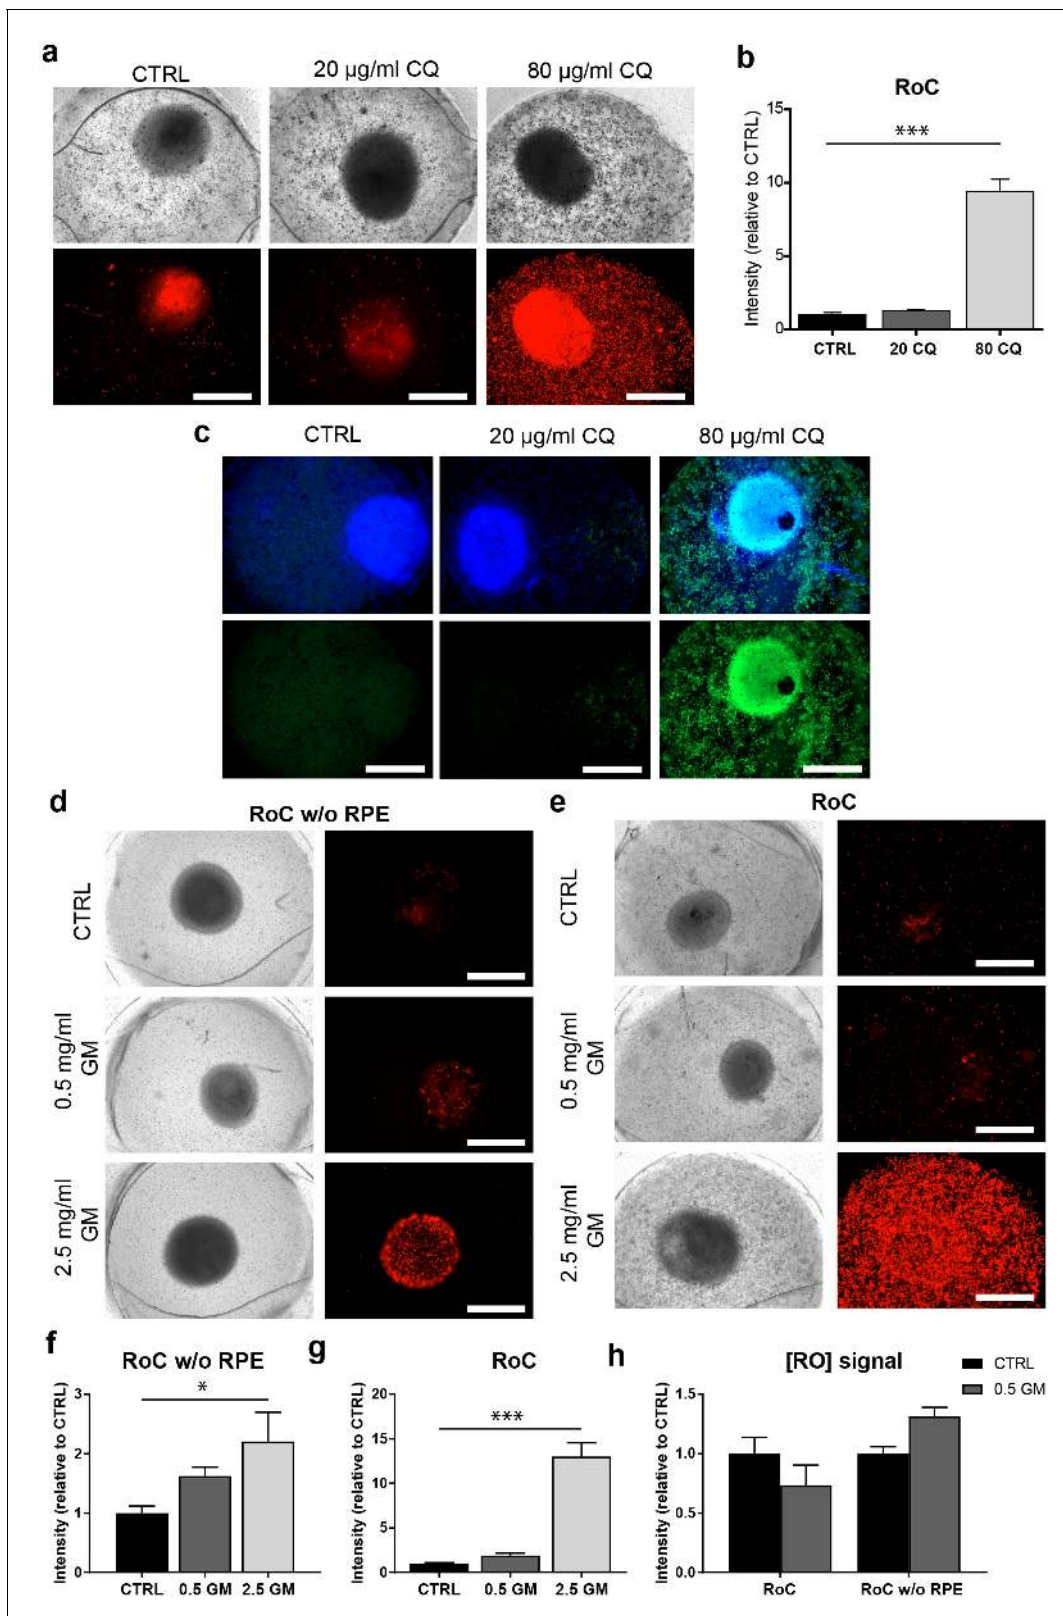 a
CTRL
20 µg/ml CQ
80 µg/ml CQ
b
RoC
Intensity (relative to CTRL)
15
10
5
0
***
CTRL
20 CQ
80 CQ
c
CTRL
20 µg/ml CQ
80 µg/ml CQ
d
RoC w/o RPE
CTRL
0.5 mg/ml
GM
2.5 mg/ml
GM
e
RoC
CTRL
0.5 mg/ml
GM
2.5 mg/ml
GM
f
RoC w/o RPE
Intensity (relative to CTRL)
3
2
1
0
*
CTRL
0.5 GM
2.5 GM
g
RoC
Intensity (relative to CTRL)
20
15
10
5
0
***
CTRL
0.5 GM
2.5 GM
h
[RO] signal
CTRL
0.5 GM
Intensity (relative to CTRL)
1.5
1.0
0.5
0.0
RoC
RoC w/o RPE